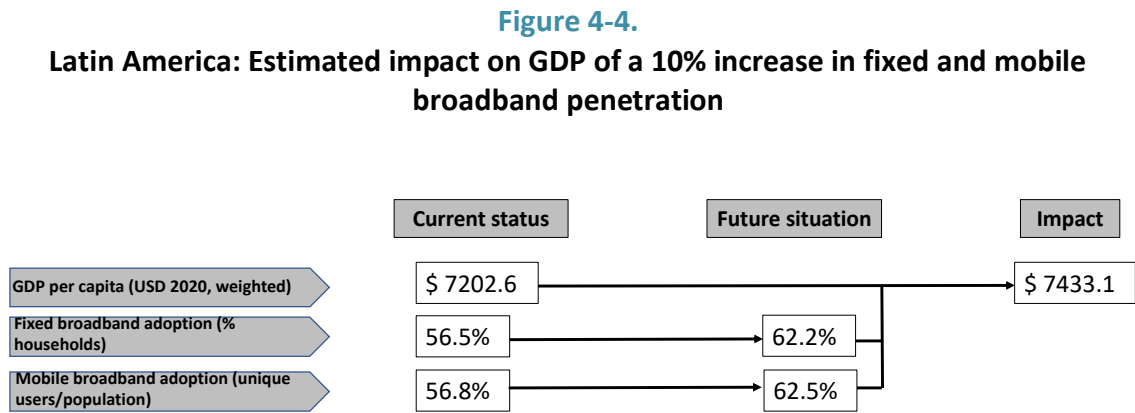 Figure 4-4.
Latin America: Estimated impact on GDP of a 10% increase in fixed and mobile
broadband penetration
Current status
Future situation
Impact
GDP per capita (USD 2020, weighted)
$ 7202.6
$ 7433.1
Fixed broadband adoption (%
households)
56.5%
62.2%
Mobile broadband adoption (unique
users/population)
56.8%
62.5%